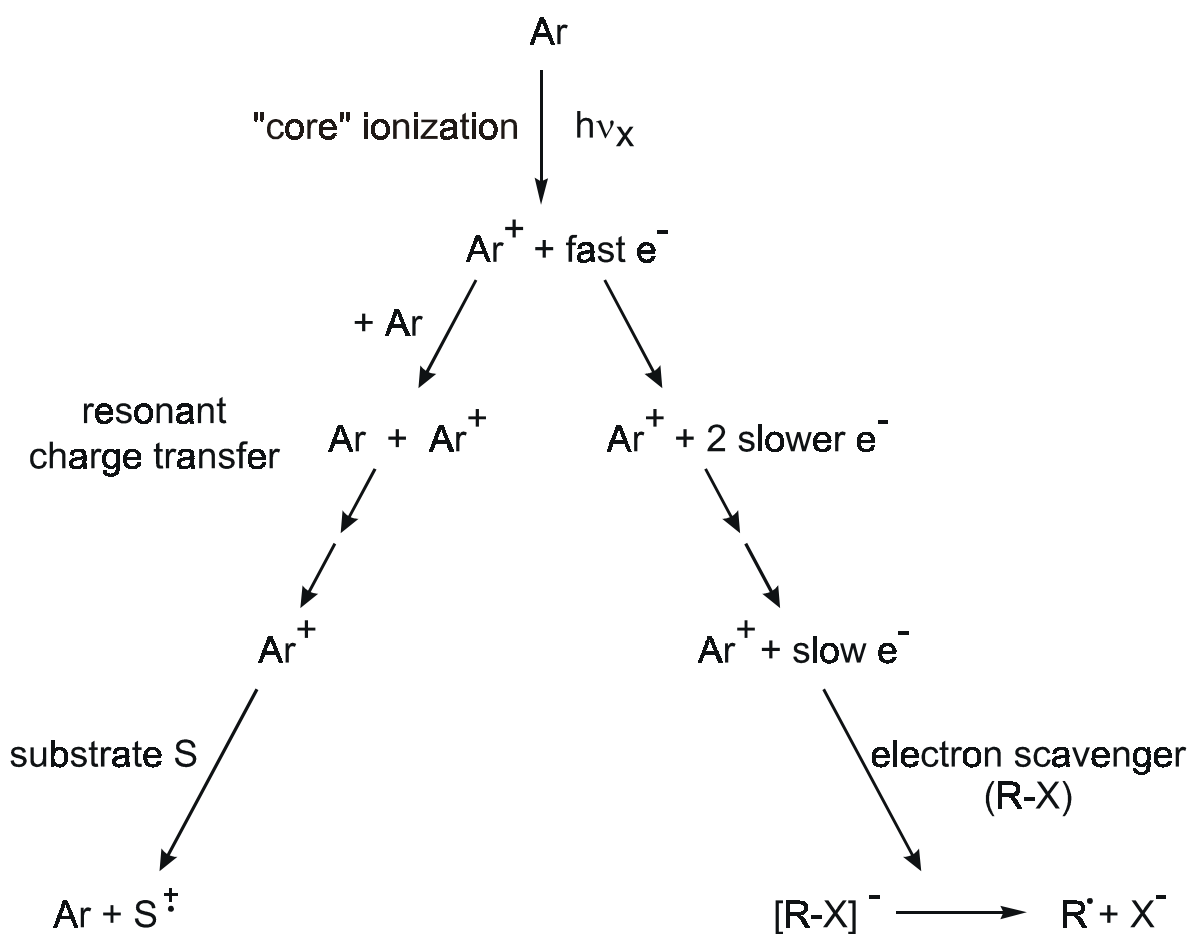 Ar
"core" ionization
hνX
Ar+ + fast e-
+ Ar
resonant
charge transfer
Ar + Ar+
Ar+ + 2 slower e-
Ar+
Ar+ + slow e-
substrate S
electron scavenger
(R-X)
Ar + S+•
[R-X]-
R• + X-